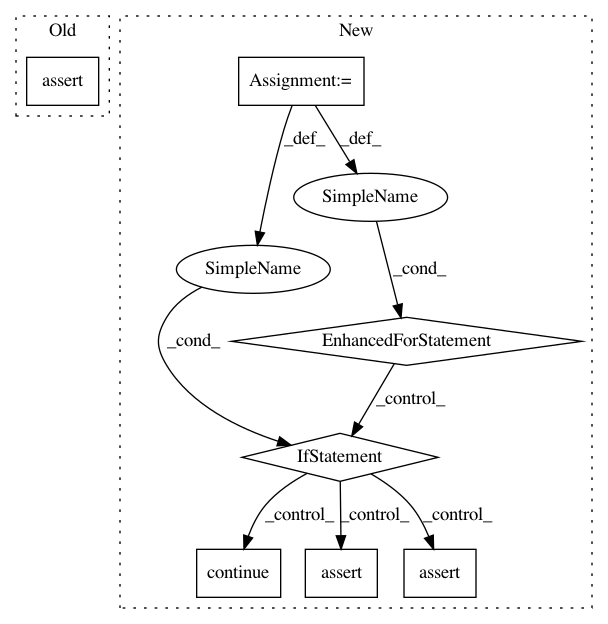 Old
New
assert
Assignment:=
_def_
_def_
SimpleName
SimpleName
_cond_
_cond_
EnhancedForStatement
_control_
IfStatement
_control_
_control_
_control_
continue
assert
assert